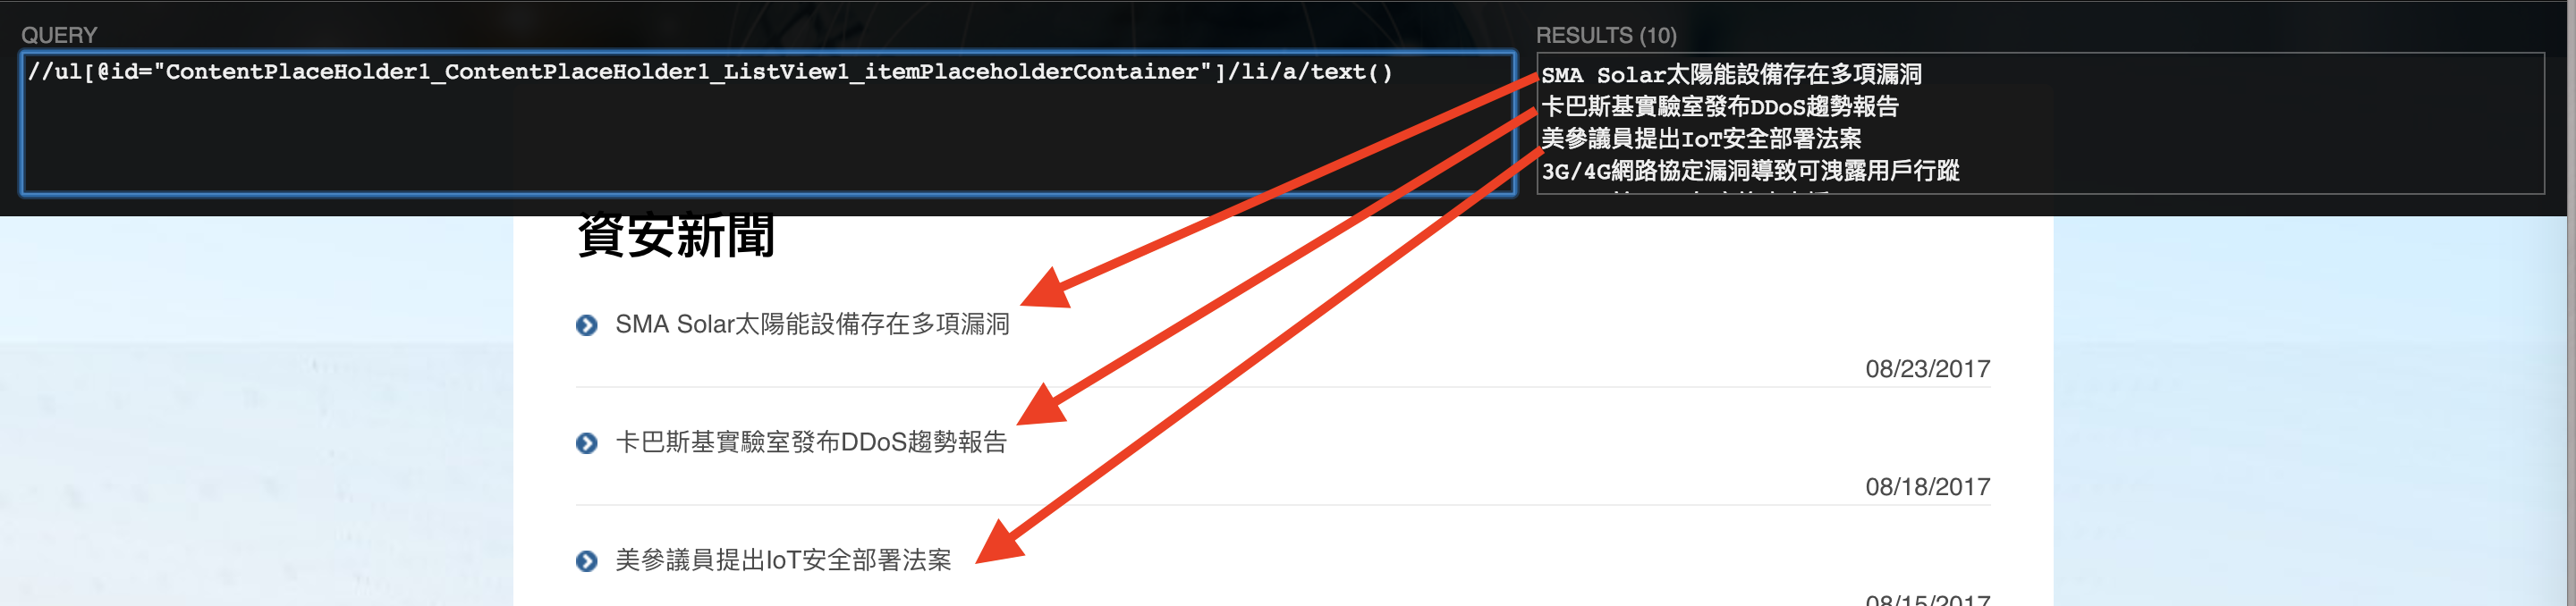 QUERY
//ul[@id="ContentPlaceHolder1_ContentPlaceHolder1_ListView1_itemPlaceholderContainer"]/li/a/text()
RESULTS (10)
SMA Solar太陽能設備存在多項漏洞
卡巴斯基實驗室發布DDoS趨勢報告
美參議員提出IoT安全部署法案
3G/4G網路協定漏洞導致可洩露用戶行蹤
資安新聞
SMA Solar太陽能設備存在多項漏洞
08/23/2017
卡巴斯基實驗室發布DDoS趨勢報告
08/18/2017
美參議員提出IoT安全部署法案
08/15/2017